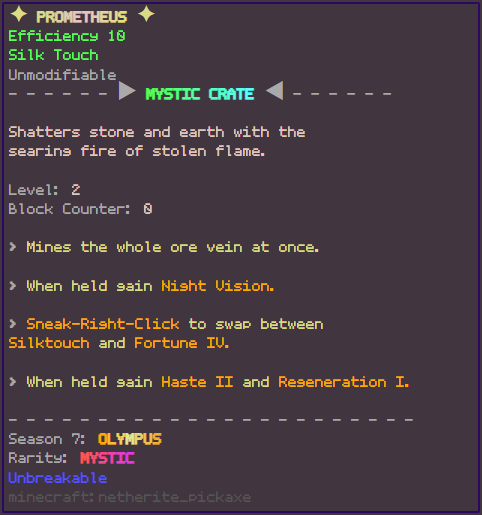 ✦ PROMETHEUS ✦
Efficiency 10
Silk Touch
Unmodifiable
- - - - - - ▶ MYSTIC CRATE ◀ - - - - - -
Shatters stone and earth with the
searing fire of stolen flame.
Level: 2
Block Counter: 0
> Mines the whole ore vein at once.
> When held gain Night Vision.
> Sneak-Right-Click to swap between
Silktouch and Fortune IV.
> When held gain Haste II and Regeneration I.
- - - - - - - - - - - - - - - - - - - - - - -
Season 7: OLYMPUS
Rarity: MYSTIC
Unbreakable
minecraft:netherite_pickaxe